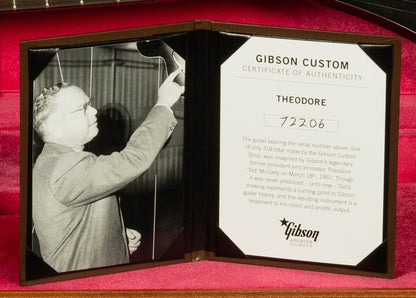 GIBSON CUSTOM
CERTIFICATE OF AUTHENTICITY
THEODORE
72206
The guitar bearing the serial number above, one
of only 318 total made by the Gibson Custom
Shop, was imagined by Gibson's legendary
former president and innovator Theodore
'Ted' McCarty on March 18th, 1957. Though
it was never produced - until now - Ted's
drawing represents a turning point in Gibson
guitar history, and the resulting instrument is a
testament to his vision and prolific output.
Gibson